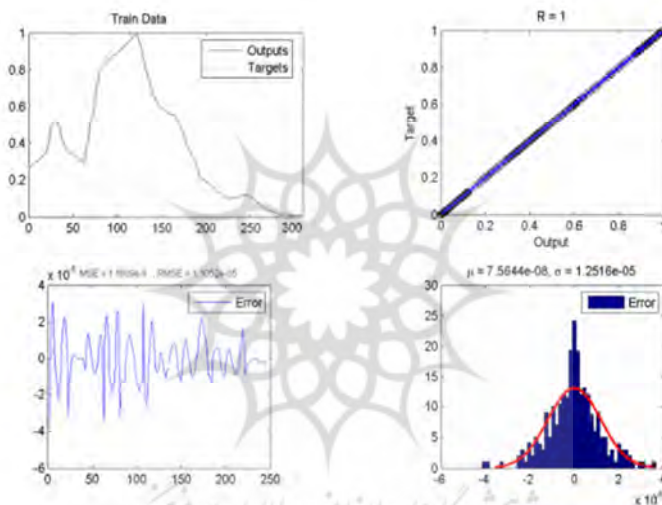 Train Data
Outputs
Targets
1
0.8
0.6
0.4
0.2
0
0 50 100 150 200 250 300
R = 1
Target
1
0.8
0.6
0.4
0.2
0
0 0.2 0.4 0.6 0.8 1
Output
MSE RMSE
Error
4
2
0
-2
-4
-6
0 50 100 150 200 250
μ = 7.5644e-08, σ = 1.2516e-05
Error
30
25
20
15
10
5
0
-6 -4 -2 0 2 4